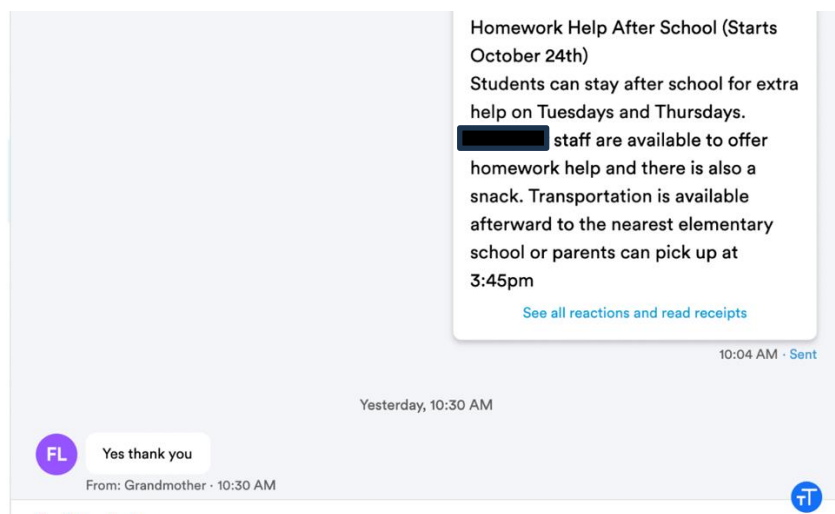 Homework Help After School (Starts
October 24th)
Students can stay after school for extra
help on Tuesdays and Thursdays.
staff are available to offer
homework help and there is also a
snack. Transportation is available
afterward to the nearest elementary
school or parents can pick up at
3:45pm
See all reactions and read receipts
10:04 AM · Sent
Yesterday, 10:30 AM
FL
Yes thank you
From: Grandmother · 10:30 AM